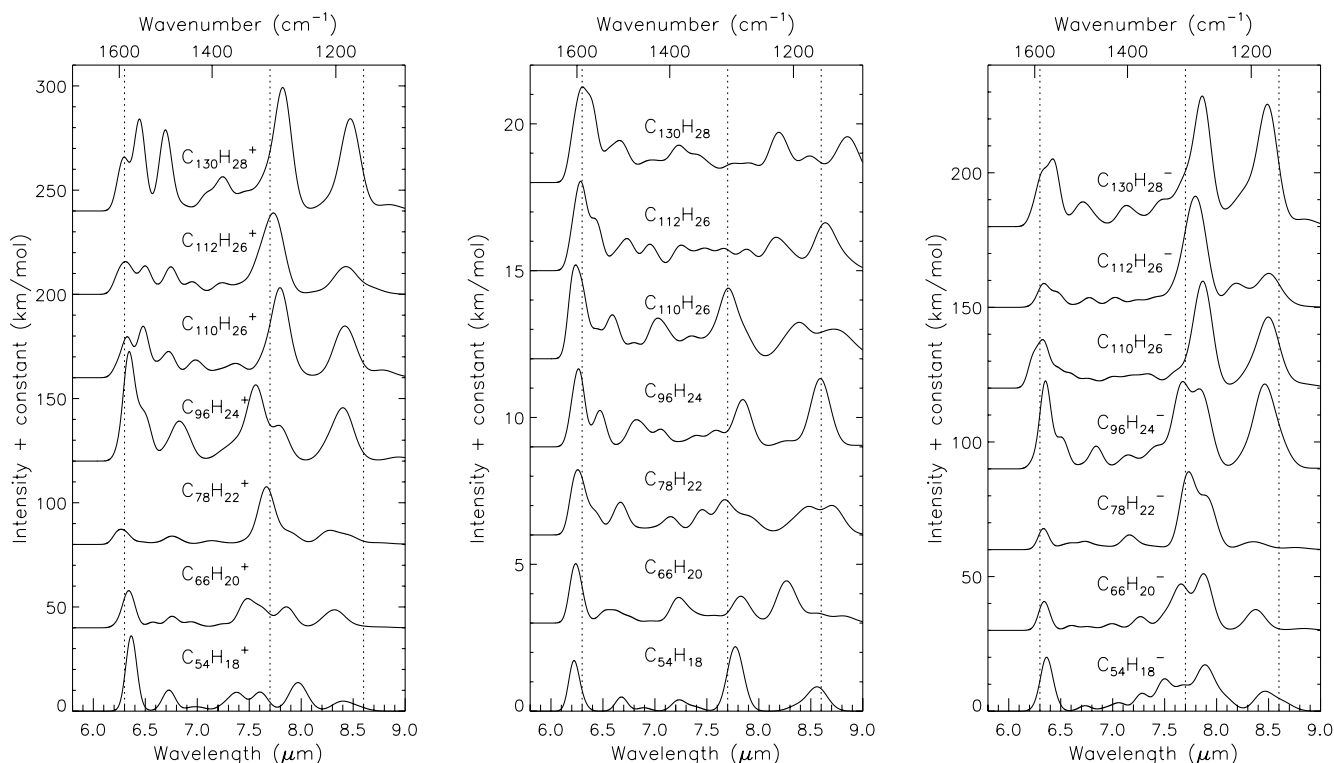 Wavenumber (cm⁻¹)
1600 1400 1200
300
250
200
150
100
50
0
Intensity + constant (km/mol)
C₁₃₀H₂₈⁺
C₁₁₂H₂₆⁺
C₁₁₀H₂₆⁺
C₉₆H₂₄⁺
C₇₈H₂₂⁺
C₆₆H₂₀⁺
C₅₄H₁₈⁺
6.0 6.5 7.0 7.5 8.0 8.5 9.0
Wavelength (μm)
Wavenumber (cm⁻¹)
1600 1400 1200
20
15
10
5
0
Intensity + constant (km/mol)
C₁₃₀H₂₈
C₁₁₂H₂₆
C₁₁₀H₂₆
C₉₆H₂₄
C₇₈H₂₂
C₆₆H₂₀
C₅₄H₁₈
6.0 6.5 7.0 7.5 8.0 8.5 9.0
Wavelength (μm)
Wavenumber (cm⁻¹)
1600 1400 1200
200
150
100
50
0
Intensity + constant (km/mol)
C₁₃₀H₂₈⁻
C₁₁₂H₂₆⁻
C₁₁₀H₂₆⁻
C₉₆H₂₄⁻
C₇₈H₂₂⁻
C₆₆H₂₀⁻
C₅₄H₁₈⁻
6.0 6.5 7.0 7.5 8.0 8.5 9.0
Wavelength (μm)